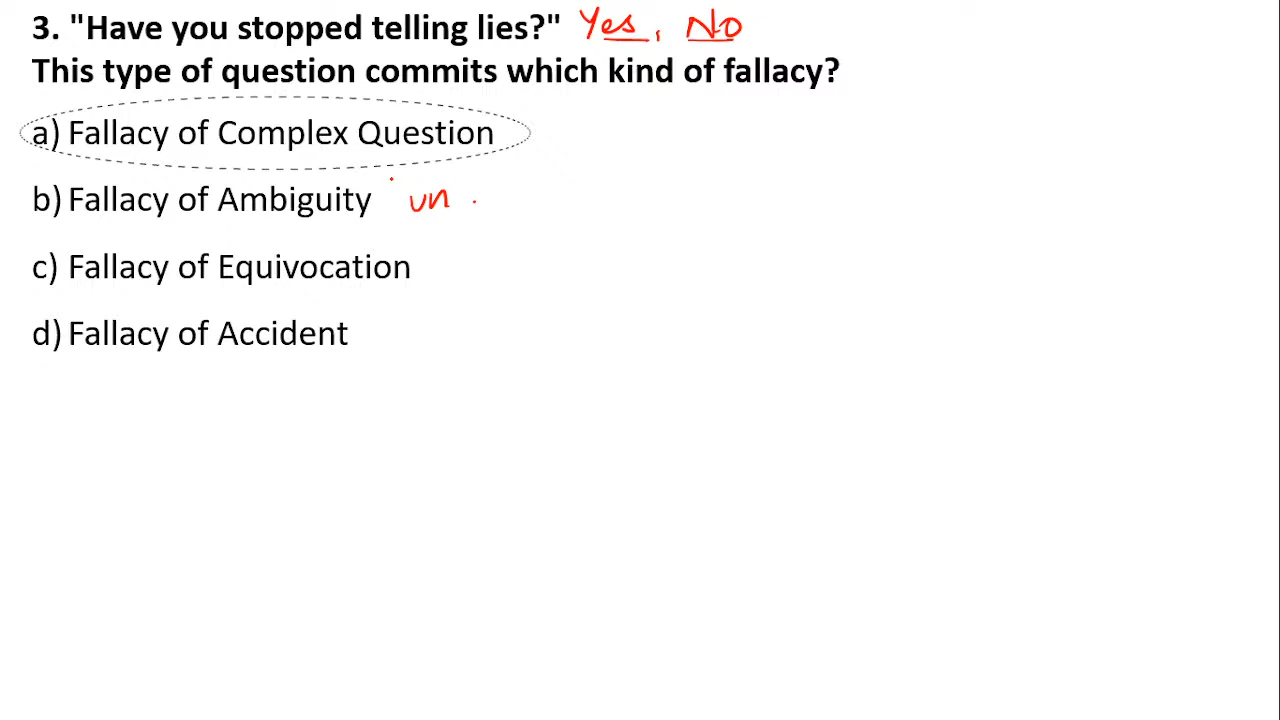 3. "Have you stopped telling lies?" Yes, No
This type of question commits which kind of fallacy?
a) Fallacy of Complex Question
b) Fallacy of Ambiguity un
c) Fallacy of Equivocation
d) Fallacy of Accident